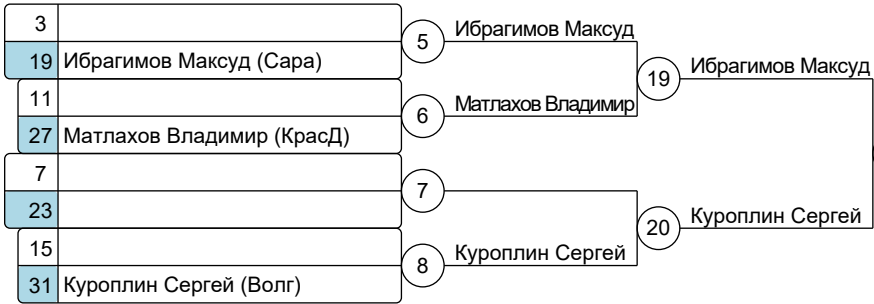 3
19 Ибрагимов Максуд (Сара)
5
Ибрагимов Максуд
11
27 Матлахов Владимир (КрасД)
6
Матлахов Владимир
19
Ибрагимов Максуд
7
23
7
15
31 Куроплин Сергей (Волг)
8
Куроплин Сергей
20
Куроплин Сергей